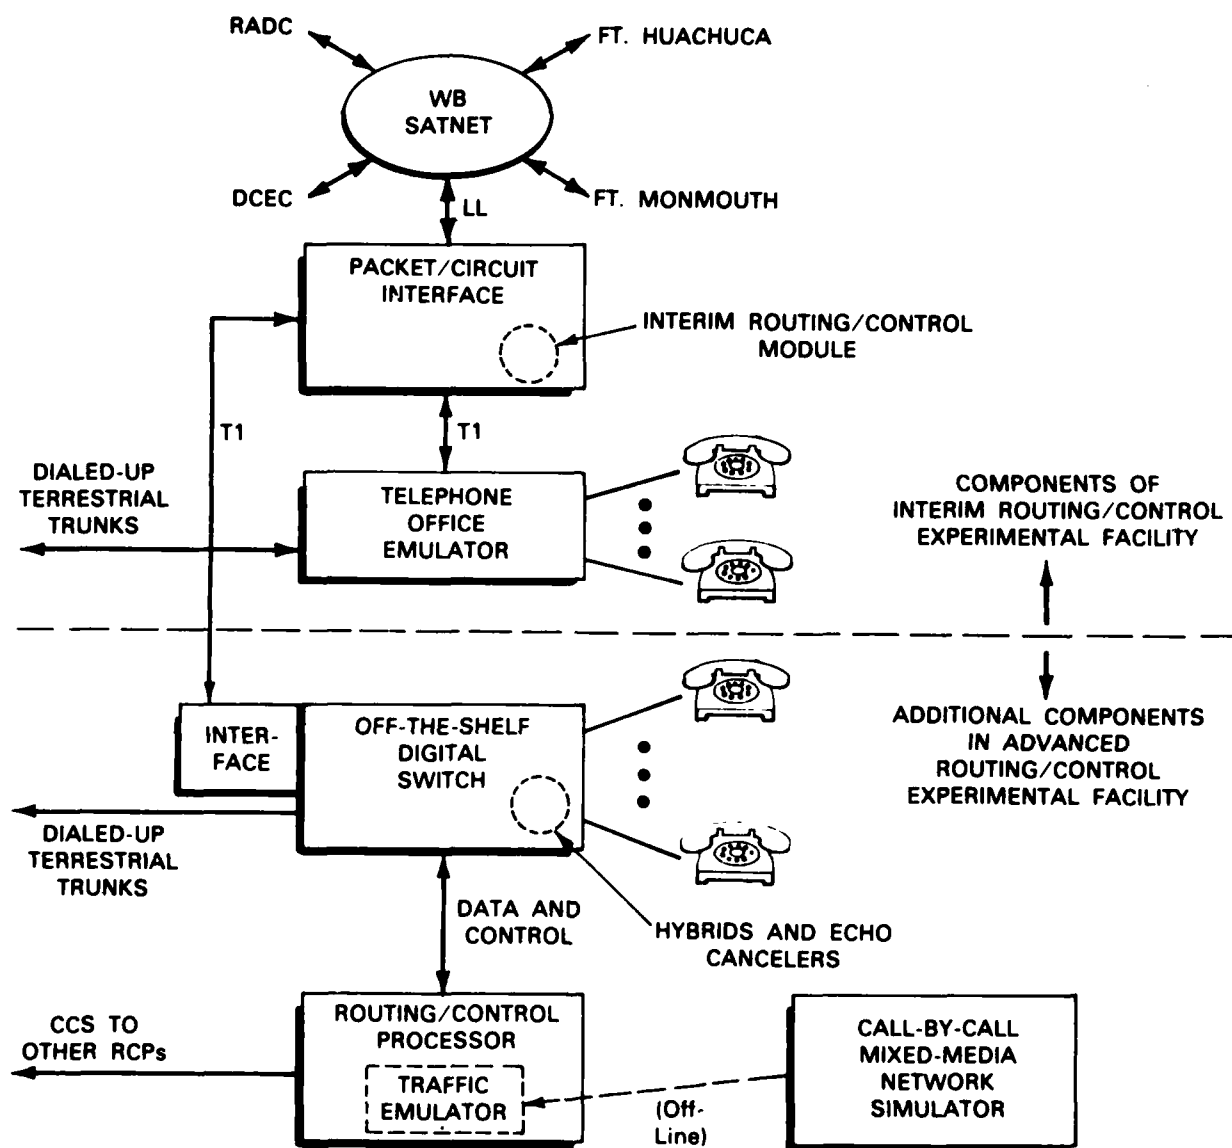 RADC
FT. HUACHUCA
WB
SATNET
DCEC
FT. MONMOUTH
LL
PACKET/CIRCUIT
INTERFACE
INTERIM ROUTING/CONTROL
MODULE
T1
T1
DIALED-UP
TERRESTRIAL
TRUNKS
TELEPHONE
OFFICE
EMULATOR
COMPONENTS OF
INTERIM ROUTING/CONTROL
EXPERIMENTAL FACILITY
INTER-
FACE
OFF-THE-SHELF
DIGITAL
SWITCH
ADDITIONAL COMPONENTS
IN ADVANCED
ROUTING/CONTROL
EXPERIMENTAL FACILITY
DIALED-UP
TERRESTRIAL
TRUNKS
DATA AND
CONTROL
HYBRIDS AND ECHO
CANCELERS
CCS TO
OTHER RCPs
ROUTING/CONTROL
PROCESSOR
TRAFFIC
EMULATOR
(Off-
Line)
CALL-BY-CALL
MIXED-MEDIA
NETWORK
SIMULATOR